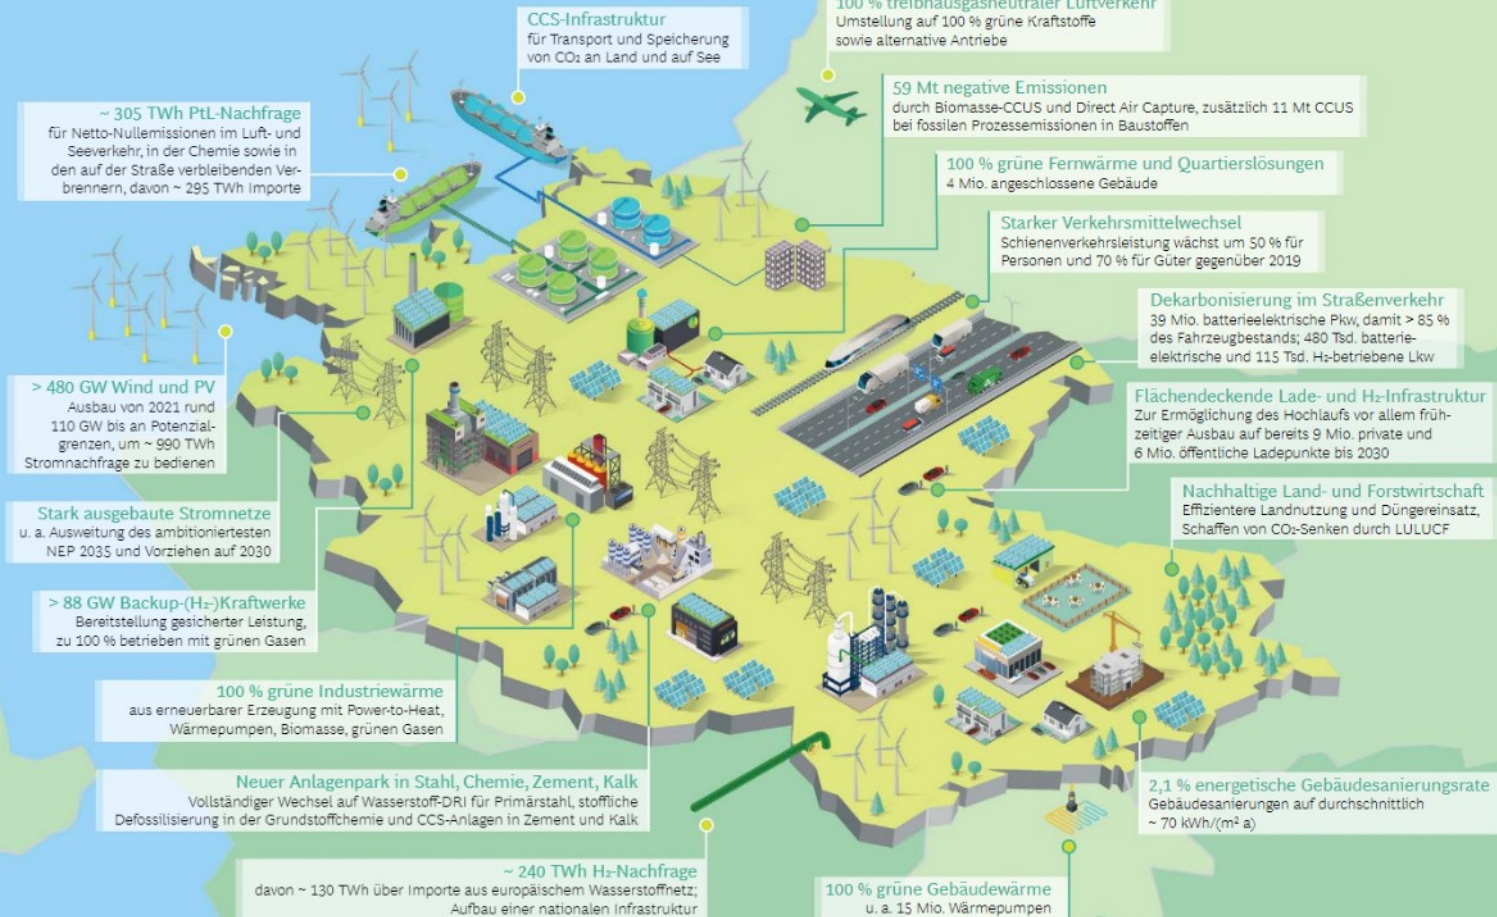 CCS-Infrastruktur
für Transport und Speicherung
von CO₂ an Land und auf See
100 % treibhausgasneutraler Luftverkehr
Umstellung auf 100 % grüne Kraftstoffe
sowie alternative Antriebe
~ 305 TWh PtL-Nachfrage
für Netto-Nullemissionen im Luft- und
Seeverkehr, in der Chemie sowie in
den auf der Straße verbleibenden Ver-
brennern, davon ~ 295 TWh Importe
59 Mt negative Emissionen
durch Biomasse-CCUS und Direct Air Capture, zusätzlich 11 Mt CCUS
bei fossilen Prozessemissionen in Baustoffen
100 % grüne Fernwärme und Quartierslösungen
4 Mio. angeschlossene Gebäude
Starker Verkehrsmittelwechsel
Schienenverkehrsleistung wächst um 50 % für
Personen und 70 % für Güter gegenüber 2019
Dekarbonisierung im Straßenverkehr
39 Mio. batterieelektrische Pkw, damit > 85 %
des Fahrzeugbestands; 480 Tsd. batterie-
elektrische und 115 Tsd. H₂-betriebene Lkw
> 480 GW Wind und PV
Ausbau von 2021 rund
110 GW bis an Potenzial-
grenzen, um ~ 990 TWh
Stromnachfrage zu bedienen
Flächendeckende Lade- und H₂-Infrastruktur
Zur Ermöglichung des Hochlaufs vor allem früh-
zeitiger Ausbau auf bereits 9 Mio. private und
6 Mio. öffentliche Ladepunkte bis 2030
Stark ausgebaute Stromnetze
u. a. Ausweitung des ambitioniertesten
NEP 2035 und Vorziehen auf 2030
Nachhaltige Land- und Forstwirtschaft
Effizientere Landnutzung und Düngereinsatz,
Schaffen von CO₂-Senken durch LULUCF
> 88 GW Backup-(H₂-)Kraftwerke
Bereitstellung gesicherter Leistung,
zu 100 % betrieben mit grünen Gasen
100 % grüne Industriewärme
aus erneuerbarer Erzeugung mit Power-to-Heat,
Wärmepumpen, Biomasse, grünen Gasen
Neuer Anlagenpark in Stahl, Chemie, Zement, Kalk
Vollständiger Wechsel auf Wasserstoff-DRI für Primärstahl, stoffliche
Defossilisierung in der Grundstoffchemie und CCS-Anlagen in Zement und Kalk
2,1 % energetische Gebäudesanierungsrate
Gebäudesanierungen auf durchschnittlich
~ 70 kWh/(m² a)
~ 240 TWh H₂-Nachfrage
davon ~ 130 TWh über Importe aus europäischem Wasserstoffnetz;
Aufbau einer nationalen Infrastruktur
100 % grüne Gebäudewärme
u. a. 15 Mio. Wärmepumpen